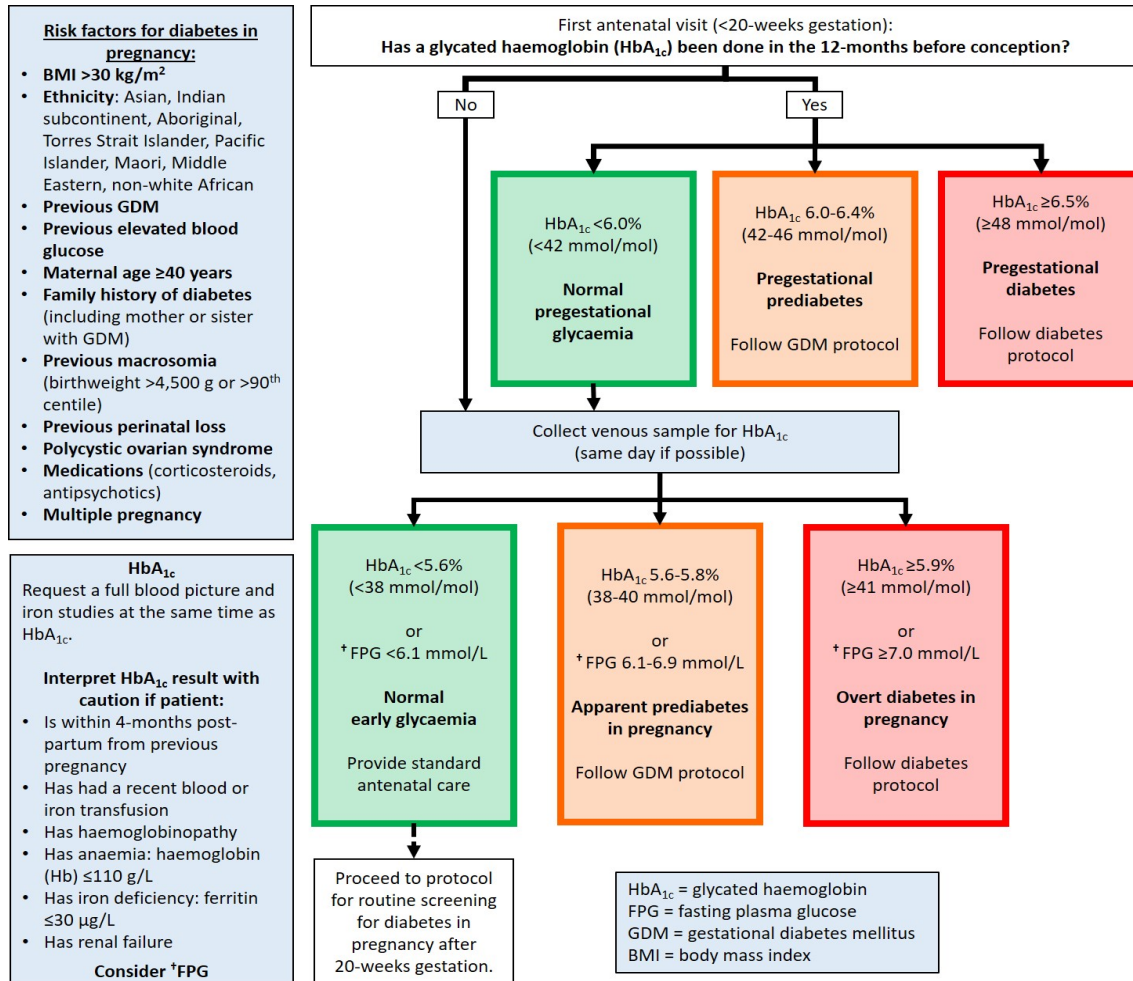 Risk factors for diabetes in
pregnancy:
• BMI >30 kg/m²
• Ethnicity: Asian, Indian
subcontinent, Aboriginal,
Torres Strait Islander, Pacific
Islander, Maori, Middle
Eastern, non-white African
• Previous GDM
• Previous elevated blood
glucose
• Maternal age ≥40 years
• Family history of diabetes
(including mother or sister
with GDM)
• Previous macrosomia
(birthweight >4,500 g or >90th
centile)
• Previous perinatal loss
• Polycystic ovarian syndrome
• Medications (corticosteroids,
antipsychotics)
• Multiple pregnancy
HbA1c
Request a full blood picture and
iron studies at the same time as
HbA1c.
Interpret HbA1c result with
caution if patient:
• Is within 4-months post-
partum from previous
pregnancy
• Has had a recent blood or
iron transfusion
• Has haemoglobinopathy
• Has anaemia: haemoglobin
(Hb) ≤110 g/L
• Has iron deficiency: ferritin
≤30 µg/L
• Has renal failure
Consider †FPG
First antenatal visit (<20-weeks gestation):
Has a glycated haemoglobin (HbA1c) been done in the 12-months before conception?
No
Yes
HbA1c <6.0%
(<42 mmol/mol)
Normal
pregestational
glycaemia
HbA1c 6.0-6.4%
(42-46 mmol/mol)
Pregestational
prediabetes
Follow GDM protocol
HbA1c ≥6.5%
(≥48 mmol/mol)
Pregestational
diabetes
Follow diabetes
protocol
Collect venous sample for HbA1c
(same day if possible)
HbA1c <5.6%
(<38 mmol/mol)
or
†FPG <6.1 mmol/L
Normal
early glycaemia
Provide standard
antenatal care
HbA1c 5.6-5.8%
(38-40 mmol/mol)
or
†FPG 6.1-6.9 mmol/L
Apparent prediabetes
in pregnancy
Follow GDM protocol
HbA1c ≥5.9%
(≥41 mmol/mol)
or
†FPG ≥7.0 mmol/L
Overt diabetes in
pregnancy
Follow diabetes
protocol
Proceed to protocol
for routine screening
for diabetes in
pregnancy after
20-weeks gestation.
HbA1c = glycated haemoglobin
FPG = fasting plasma glucose
GDM = gestational diabetes mellitus
BMI = body mass index